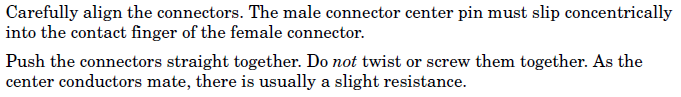 Carefully align the connectors. The male connector center pin must slip concentrically
into the contact finger of the female connector.
Push the connectors straight together. Do not twist or screw them together. As the
center conductors mate, there is usually a slight resistance.